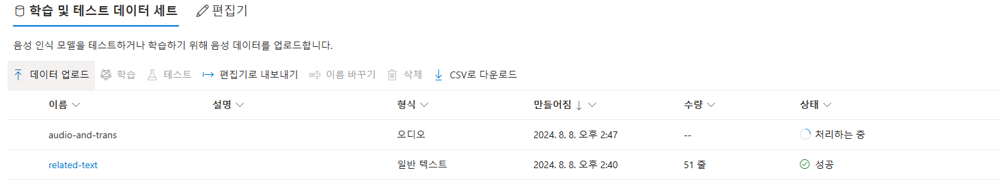 학습 및 테스트 데이터 세트 편집기
음성 인식 모델을 테스트하거나 학습하기 위해 음성 데이터를 업로드합니다.
데이터 업로드 학습 테스트 편집기로 내보내기 이름 바꾸기 삭제 CSV로 다운로드
이름 설명 형식 만들어짐 ↓ 수량 상태
audio-and-trans 오디오 2024. 8. 8. 오후 2:47 -- 처리하는 중
related-text 일반 텍스트 2024. 8. 8. 오후 2:40 51 줄 성공